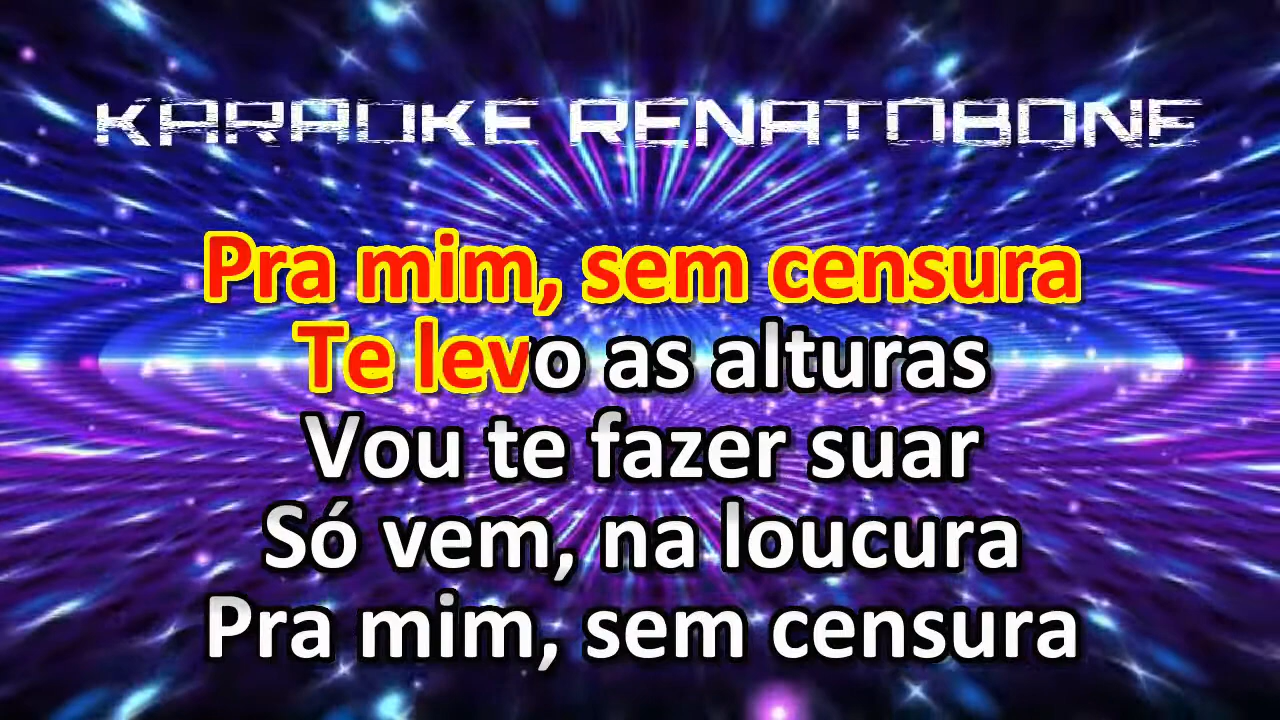 KARAOKE RENATOBONE
Pra mim, sem censura
Te levo as alturas
Vou te fazer suar
Só vem, na loucura
Pra mim, sem censura